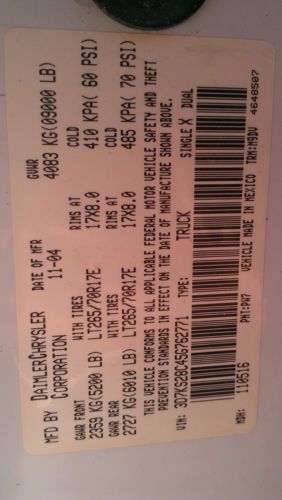 MFD BY DAIMLERCHRYSLER CORPORATION DATE OF MFR 11-04 GVWR 4083 KG(09000 LB)
GAWR FRONT WITH TIRES RIMS AT COLD
2359 KG(5200 LB) LT265/70R17E 17X8.0 410 KPA( 60 PSI)
GAWR REAR WITH TIRES RIMS AT COLD
2727 KG(6010 LB) LT265/70R17E 17X8.0 485 KPA( 70 PSI)
THIS VEHICLE CONFORMS TO ALL APPLICABLE FEDERAL MOTOR VEHICLE SAFETY AND THEFT
PREVENTION STANDARDS IN EFFECT ON THE DATE OF MANUFACTURE SHOWN ABOVE.
VIN: 3D7KS28C45G762771 TYPE: TRUCK SINGLE X DUAL
MDH: 110516 PNT: PW7 VEHICLE MADE IN MEXICO TRM: M9DV 4648507